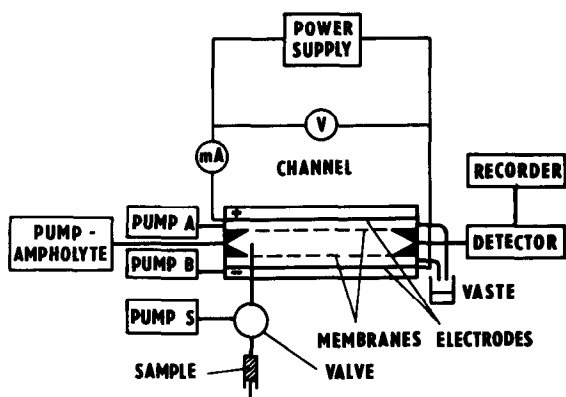 POWER
SUPPLY
V
mA
CHANNEL
RECORDER
PUMP A
+
PUMP -
AMPHOLYTE
DETECTOR
PUMP B
-
VASTE
PUMP S
MEMBRANES ELECTRODES
SAMPLE
VALVE